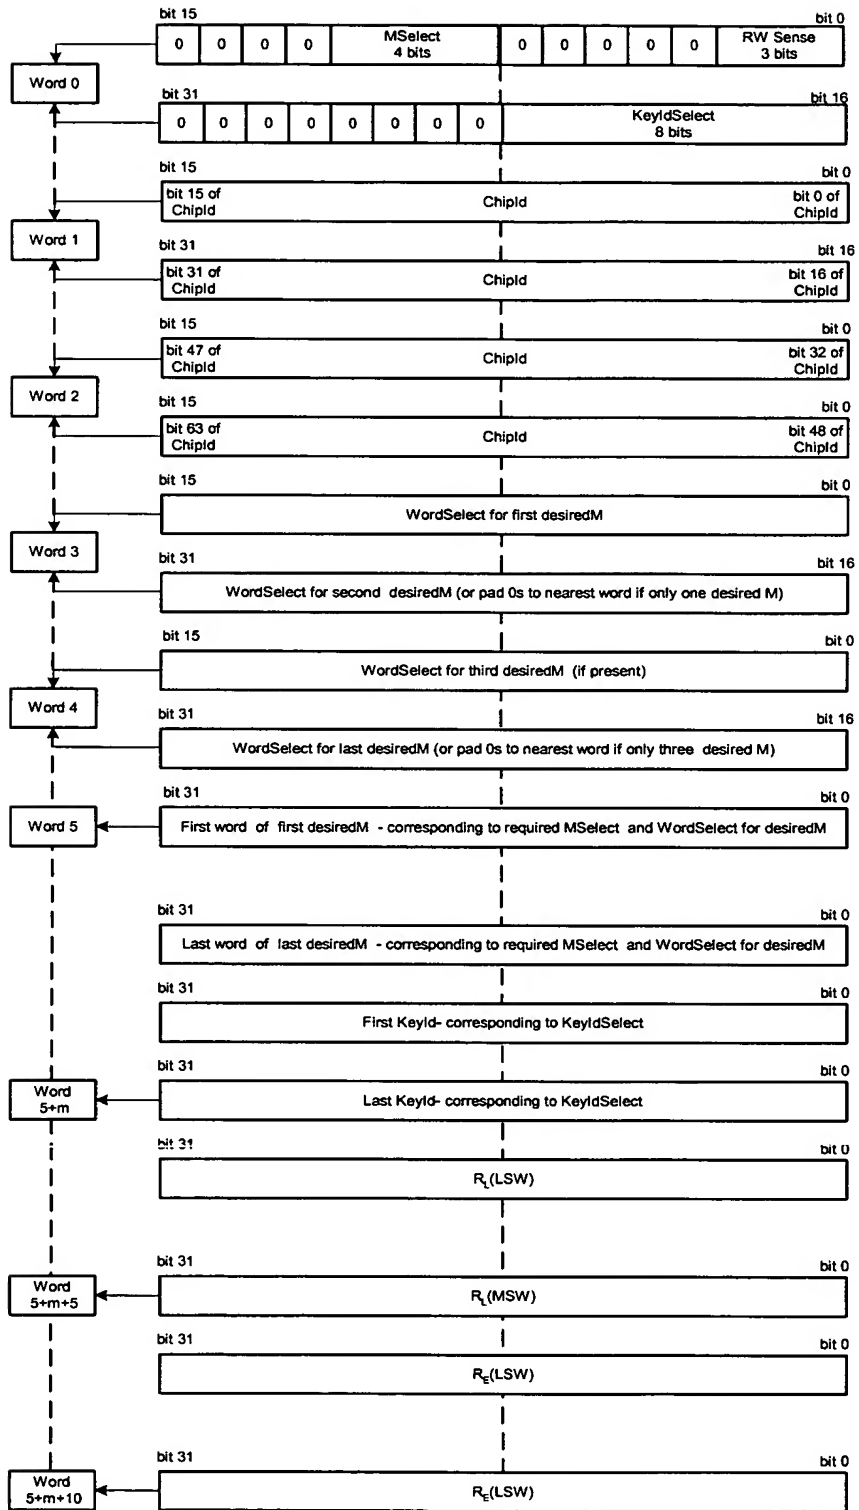 bit 15 bit 0
0 0 0 0 MSelect 4 bits 0 0 0 0 0 RW Sense 3 bits
Word 0
bit 31 bit 16
0 0 0 0 0 0 0 0 KeyIdSelect 8 bits
bit 15 bit 0
bit 15 of ChipId ChipId bit 0 of ChipId
Word 1
bit 31 bit 16
bit 31 of ChipId ChipId bit 16 of ChipId
bit 15 bit 0
bit 47 of ChipId ChipId bit 32 of ChipId
Word 2
bit 15 bit 0
bit 63 of ChipId ChipId bit 48 of ChipId
bit 15 bit 0
WordSelect for first desiredM
Word 3
bit 31 bit 16
WordSelect for second desiredM (or pad 0s to nearest word if only one desired M)
bit 15 bit 0
WordSelect for third desiredM (if present)
Word 4
bit 31 bit 16
WordSelect for last desiredM (or pad 0s to nearest word if only three desired M)
bit 31 bit 0
Word 5 First word of first desiredM - corresponding to required MSelect and WordSelect for desiredM
bit 31 bit 0
Last word of last desiredM - corresponding to required MSelect and WordSelect for desiredM
bit 31 bit 0
First KeyId- corresponding to KeyIdSelect
bit 31 bit 0
Word 5+m Last KeyId- corresponding to KeyIdSelect
bit 31 bit 0
R_L(LSW)
bit 31 bit 0
Word 5+m+5 R_L(MSW)
bit 31 bit 0
R_E(LSW)
bit 31 bit 0
Word 5+m+10 R_E(LSW)